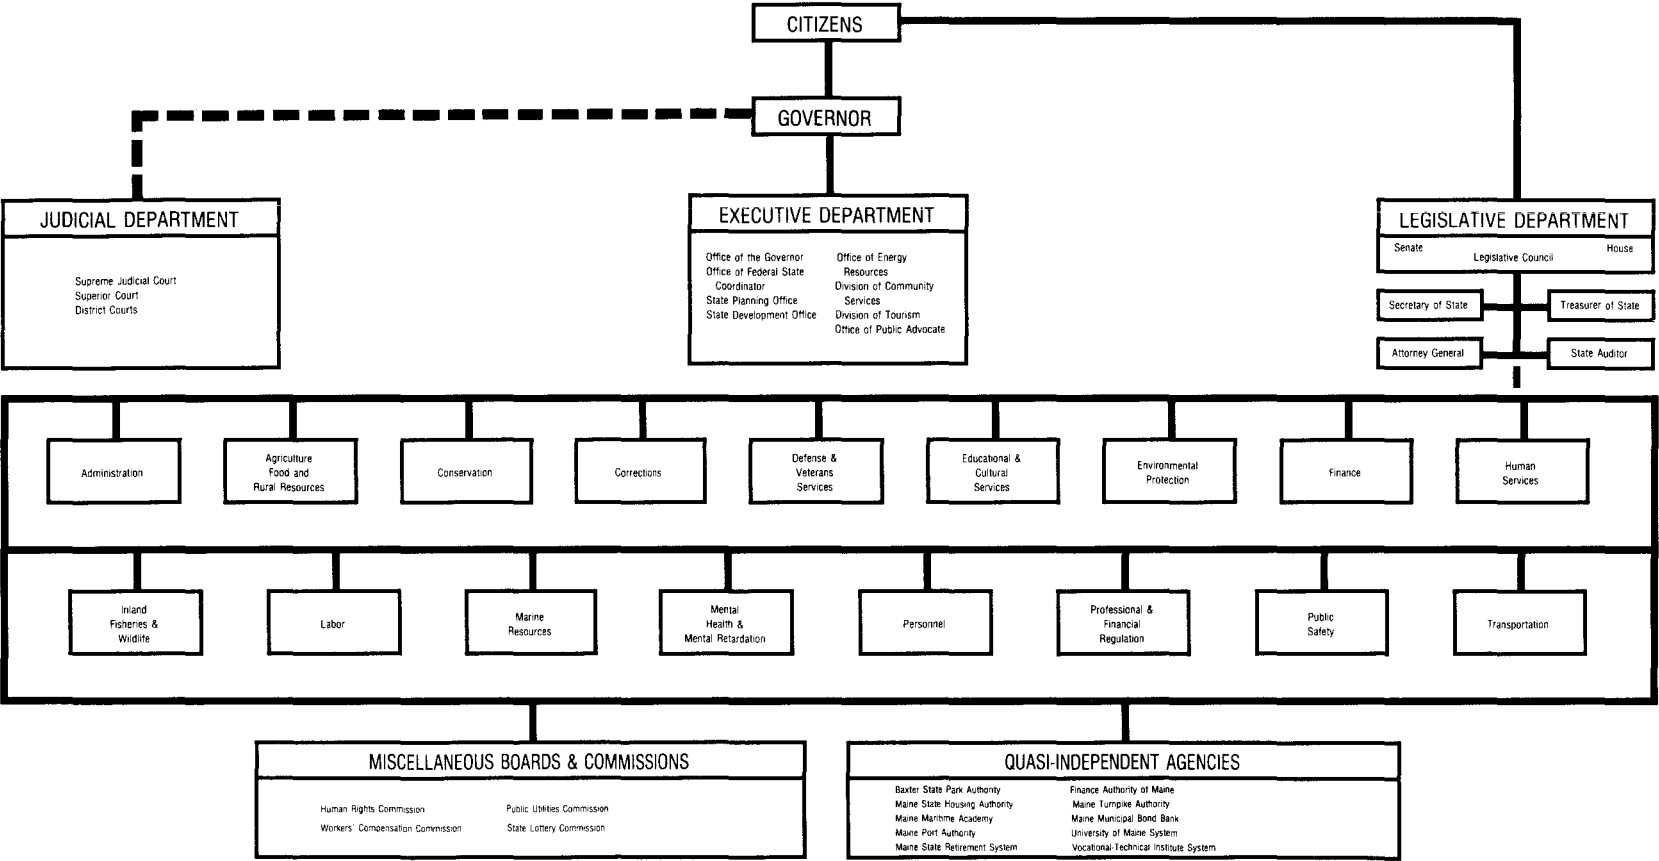 CITIZENS
GOVERNOR
JUDICIAL DEPARTMENT
Supreme Judicial Court
Superior Court
District Courts
EXECUTIVE DEPARTMENT
Office of the Governor
Office of Federal State
Coordinator
State Planning Office
State Development Office
Office of Energy
Resources
Division of Community
Services
Division of Tourism
Office of Public Advocate
LEGISLATIVE DEPARTMENT
Senate House
Legislative Council
Secretary of State
Treasurer of State
Attorney General
State Auditor
Administration
Agriculture
Food and
Rural Resources
Conservation
Corrections
Defense &
Veterans
Services
Educational &
Cultural
Services
Environmental
Protection
Finance
Human
Services
Inland
Fisheries &
Wildlife
Labor
Marine
Resources
Mental
Health &
Mental Retardation
Personnel
Professional &
Financial
Regulation
Public
Safety
Transportation
MISCELLANEOUS BOARDS & COMMISSIONS
Human Rights Commission
Workers' Compensation Commission
Public Utilities Commission
State Lottery Commission
QUASI-INDEPENDENT AGENCIES
Baxter State Park Authority
Maine State Housing Authority
Maine Maritime Academy
Maine Port Authority
Maine State Retirement System
Finance Authority of Maine
Maine Turnpike Authority
Maine Municipal Bond Bank
University of Maine System
Vocational-Technical Institute System